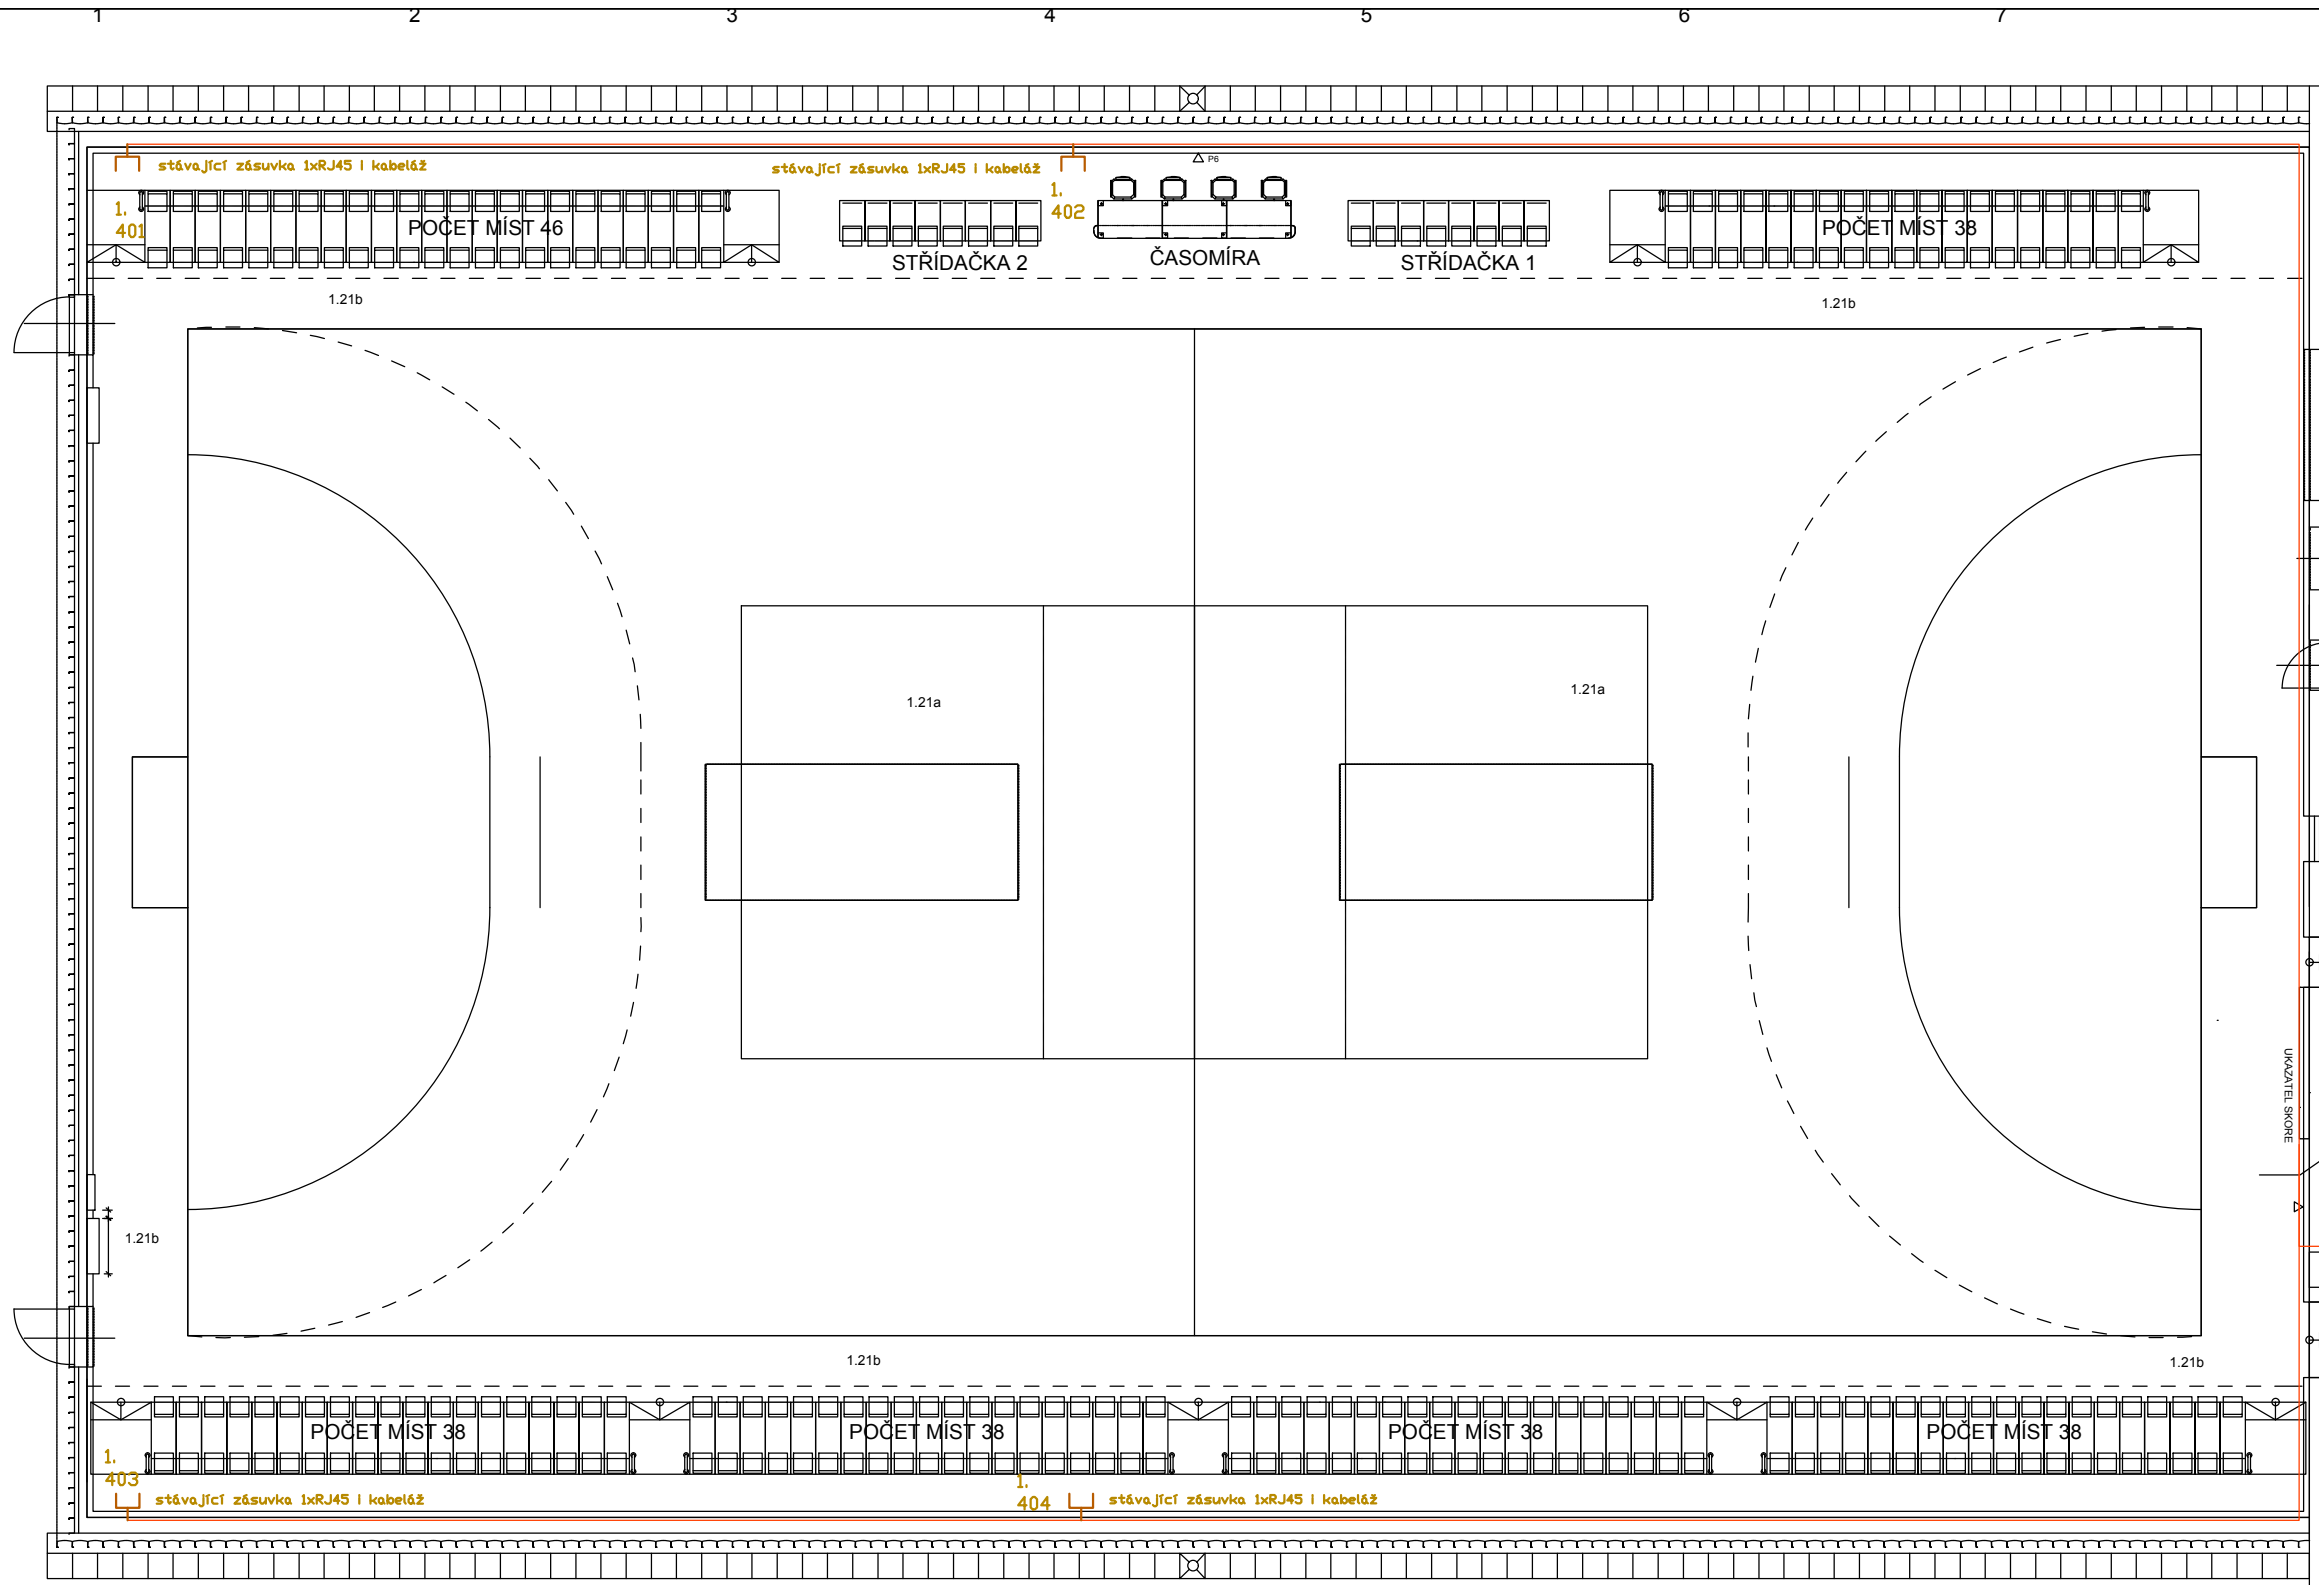 1 2 3 4 5 6 7
stávající zásuvka 1xRJ45 i kabeláž
stávající zásuvka 1xRJ45 i kabeláž
P6
1.
401
POČET MÍST 46
1.
402
STŘÍDAČKA 2
ČASOMÍRA
STŘÍDAČKA 1
POČET MÍST 38
1.21b
1.21b
1.21a
1.21a
UKAZATEL SKORE
1.21b
1.21b
1.21b
POČET MÍST 38
POČET MÍST 38
POČET MÍST 38
POČET MÍST 38
1.
403
stávající zásuvka 1xRJ45 i kabeláž
1.
404
stávající zásuvka 1xRJ45 i kabeláž